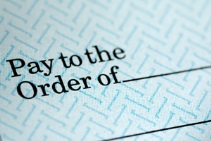 Pay to the
Order of